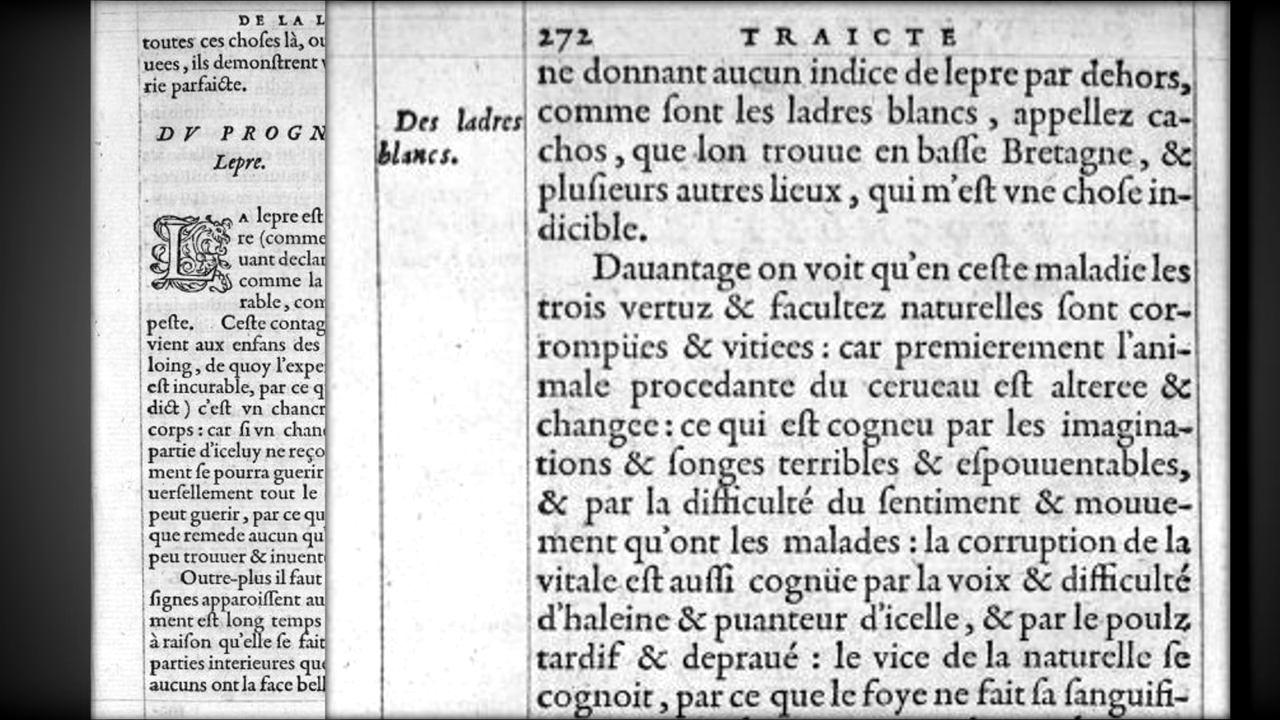 DE LA L
toutes ces choſes là, ou
uees, ils demonſtrent v
rie parfaicte.
DV PROGN
Lepre.
LA lepre eſt
re (comme
uant declar
comme la
rable, con
peſte. Ceſte contag
vient aux enfans des
loing, de quoy l'expe
eſt incurable, par ce q
dict) c'eſt vn chancr
corps: car ſi vn chan
partie d'iceluy ne reço
ment ſe pourra guerir
uerſellement tout le
peut guerir, par ce qu
que remede aucun qu
peu trouuer & inuent
Outre-plus il faut
ſignes apparoiſſent au
ment eſt long temps
à raiſon qu'elle ſe fait
parties interieures que
aucuns ont la face bell
272 TRAICTE
Des ladres
blancs.
ne donnant aucun indice de lepre par dehors,
comme ſont les ladres blancs, appellez ca-
chos, que lon trouue en baſſe Bretagne, &
pluſieurs autres lieux, qui m'eſt vne choſe in-
dicible.
Dauantage on voit qu'en ceſte maladie les
trois vertuz & facultez naturelles ſont cor-
rompües & vitiees: car premierement l'ani-
male procedante du cerueau eſt alteree &
changee: ce qui eſt cogneu par les imagina-
tions & ſonges terribles & eſpouuentables,
& par la difficulté du ſentiment & mouue-
ment qu'ont les malades: la corruption de la
vitale eſt auſſi cognüe par la voix & difficulté
d'haleine & puanteur d'icelle, & par le poulz
tardif & depraué: le vice de la naturelle ſe
cognoit, par ce que le foye ne fait ſa ſanguifi-